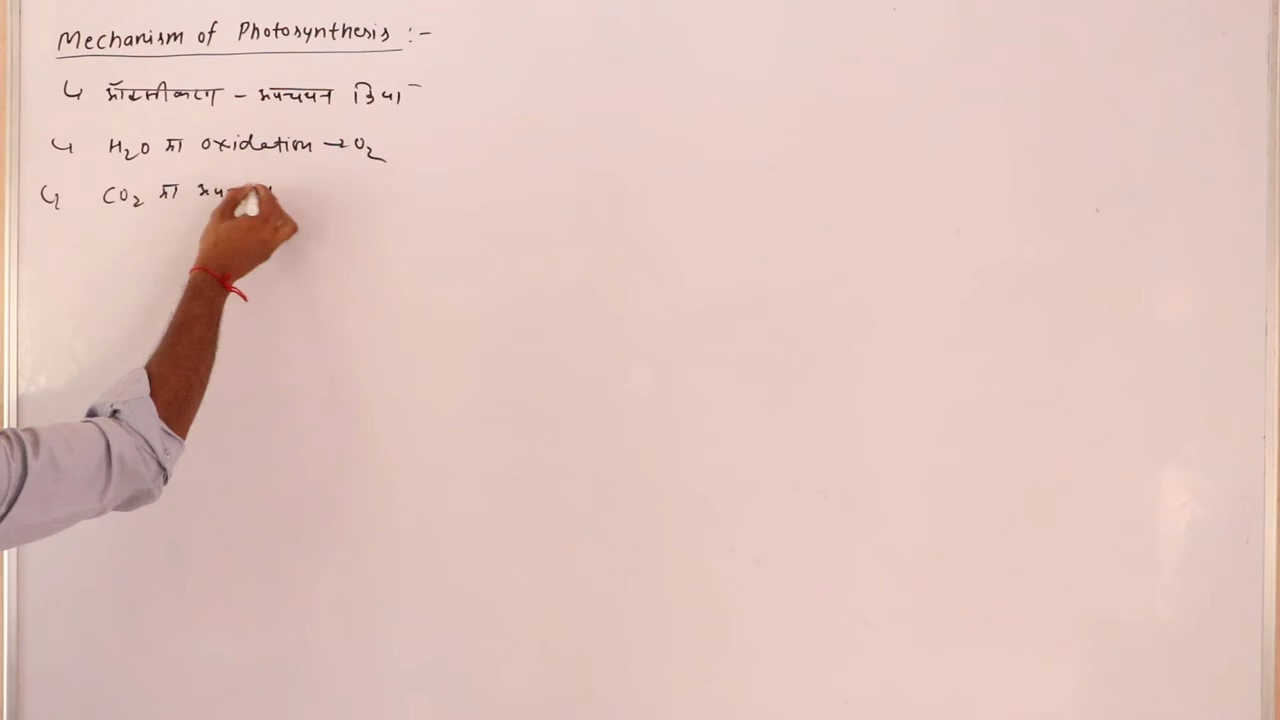 Mechanism of Photosynthesis :-
↳ ऑक्सीकरण - अपचयन क्रिया
↳ H₂O का oxidation → O₂
↳ CO₂ का